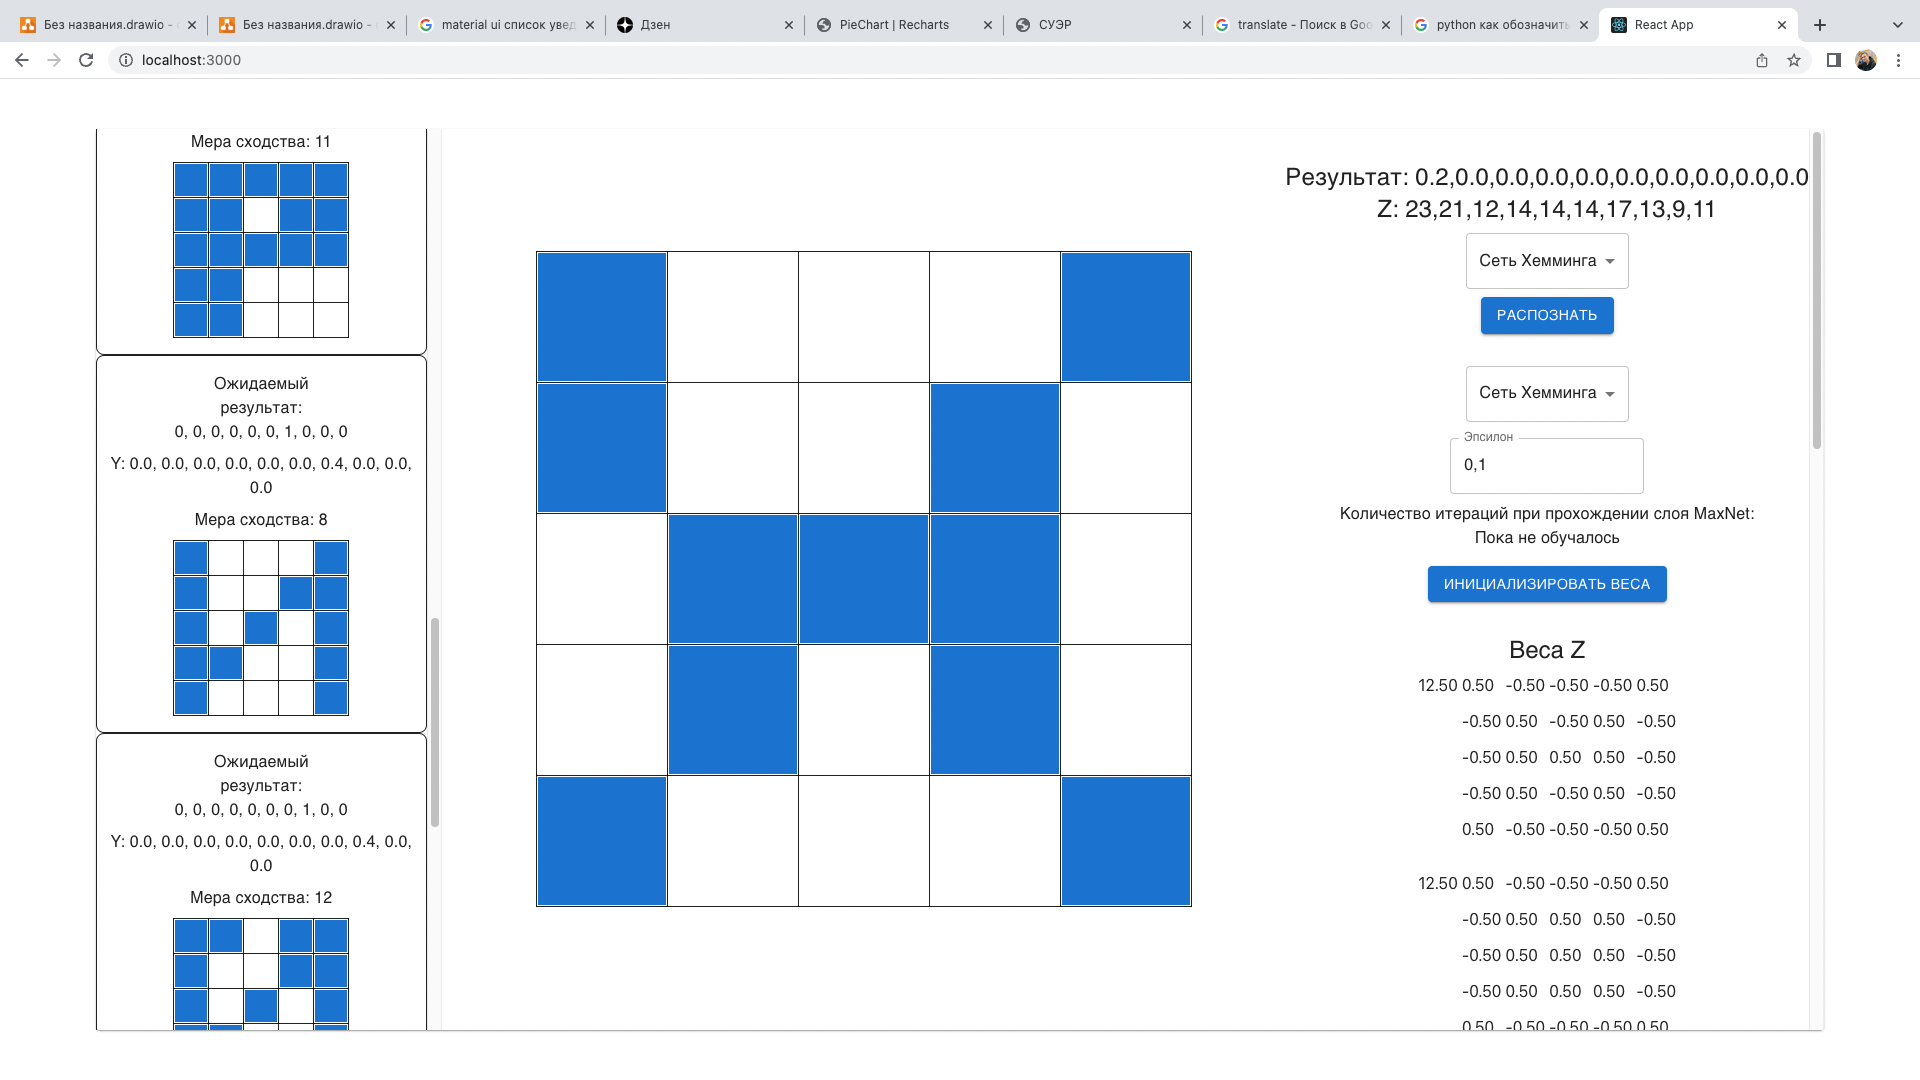 Без названия.drawio -
Без названия.drawio -
material ui список увед
Дзен
PieChart | Recharts
СУЭР
translate - Поиск в Goo
python как обозначить
React App
localhost:3000
Мера сходства: 11
Ожидаемый
результат:
0, 0, 0, 0, 0, 0, 1, 0, 0, 0
Y: 0.0, 0.0, 0.0, 0.0, 0.0, 0.0, 0.4, 0.0, 0.0,
0.0
Мера сходства: 8
Ожидаемый
результат:
0, 0, 0, 0, 0, 0, 0, 1, 0, 0
Y: 0.0, 0.0, 0.0, 0.0, 0.0, 0.0, 0.0, 0.4, 0.0,
0.0
Мера сходства: 12
Результат: 0.2,0.0,0.0,0.0,0.0,0.0,0.0,0.0,0.0,0.0
Z: 23,21,12,14,14,14,17,13,9,11
Сеть Хемминга
РАСПОЗНАТЬ
Сеть Хемминга
Эпсилон
0,1
Количество итераций при прохождении слоя MaxNet:
Пока не обучалось
ИНИЦИАЛИЗИРОВАТЬ ВЕСА
Веса Z
12.50 0.50 -0.50 -0.50 -0.50 0.50
-0.50 0.50 -0.50 0.50 -0.50
-0.50 0.50 0.50 0.50 -0.50
-0.50 0.50 -0.50 0.50 -0.50
0.50 -0.50 -0.50 -0.50 0.50
12.50 0.50 -0.50 -0.50 -0.50 0.50
-0.50 0.50 0.50 0.50 -0.50
-0.50 0.50 0.50 0.50 -0.50
-0.50 0.50 0.50 0.50 -0.50
0.50 -0.50 -0.50 -0.50 0.50